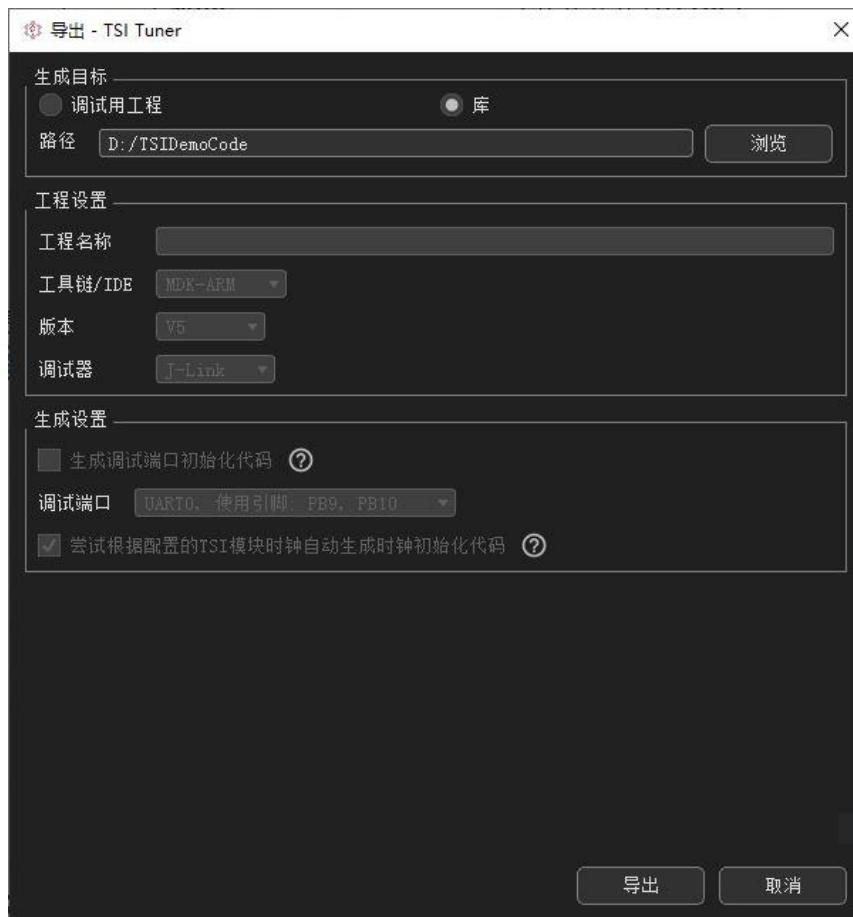 导出 - TSI Tuner
生成目标
调试用工程 库
路径 D:/TSIDemoCode 浏览
工程设置
工程名称
工具链/IDE MDK-ARM
版本 V5
调试器 J-Link
生成设置
生成调试端口初始化代码 ?
调试端口 UART0, 使用引脚: PB9, PB10
尝试根据配置的TSI模块时钟自动生成时钟初始化代码 ?
导出 取消